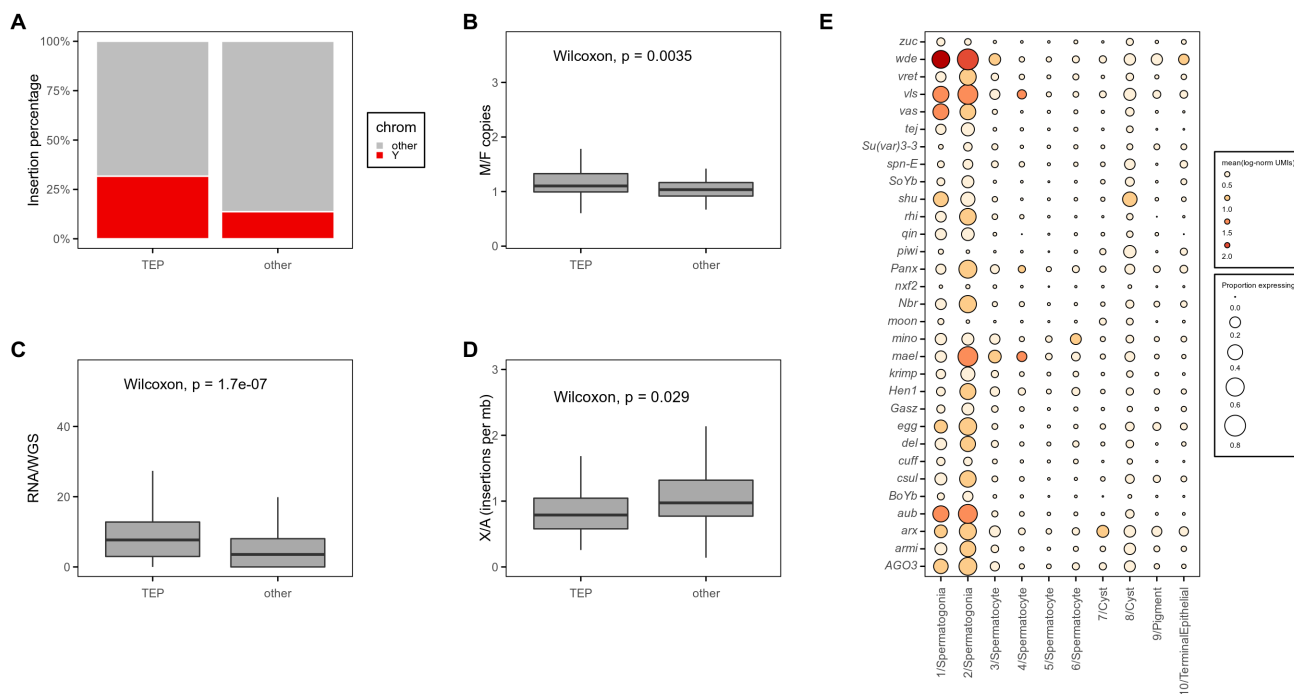 A
100%
75%
50%
25%
0%
Insertion percentage
TEP
other
chrom
other
Y
B
Wilcoxon, p = 0.0035
3
2
1
0
M/F copies
TEP
other
C
Wilcoxon, p = 1.7e-07
40
20
0
RNA/WGS
TEP
other
D
Wilcoxon, p = 0.029
3
2
1
0
X/A (insertions per mb)
TEP
other
E
zuc
wde
vret
vls
vas
tej
Su(var)3-3
spn-E
SoYb
shu
rhi
qin
piwi
Panx
nxf2
Nbr
moon
mino
mael
krimp
Hen1
Gasz
egg
del
cuff
csul
BoYb
aub
arx
armi
AGO3
1/Spermatogonia
2/Spermatogonia
3/Spermatocyte
4/Spermatocyte
5/Spermatocyte
6/Spermatocyte
7/Cyst
8/Cyst
9/Pigment
10/TerminalEpithelial
mean(log-norm UMIs)
0.5
1.0
1.5
2.0
Proportion expressing
0.0
0.2
0.4
0.6
0.8